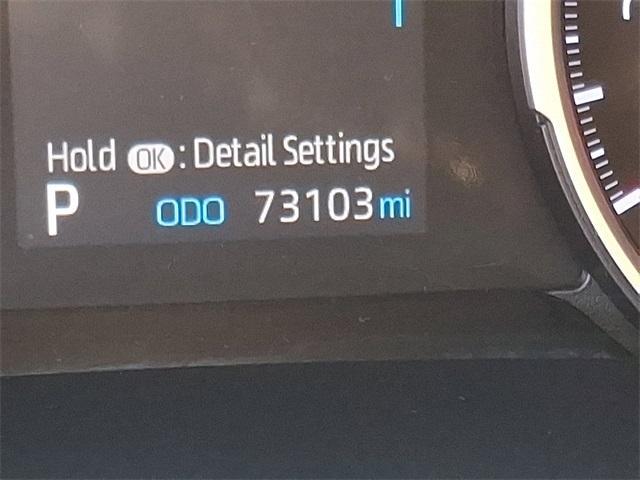 Hold OK : Detail Settings
P ODO 73103 mi